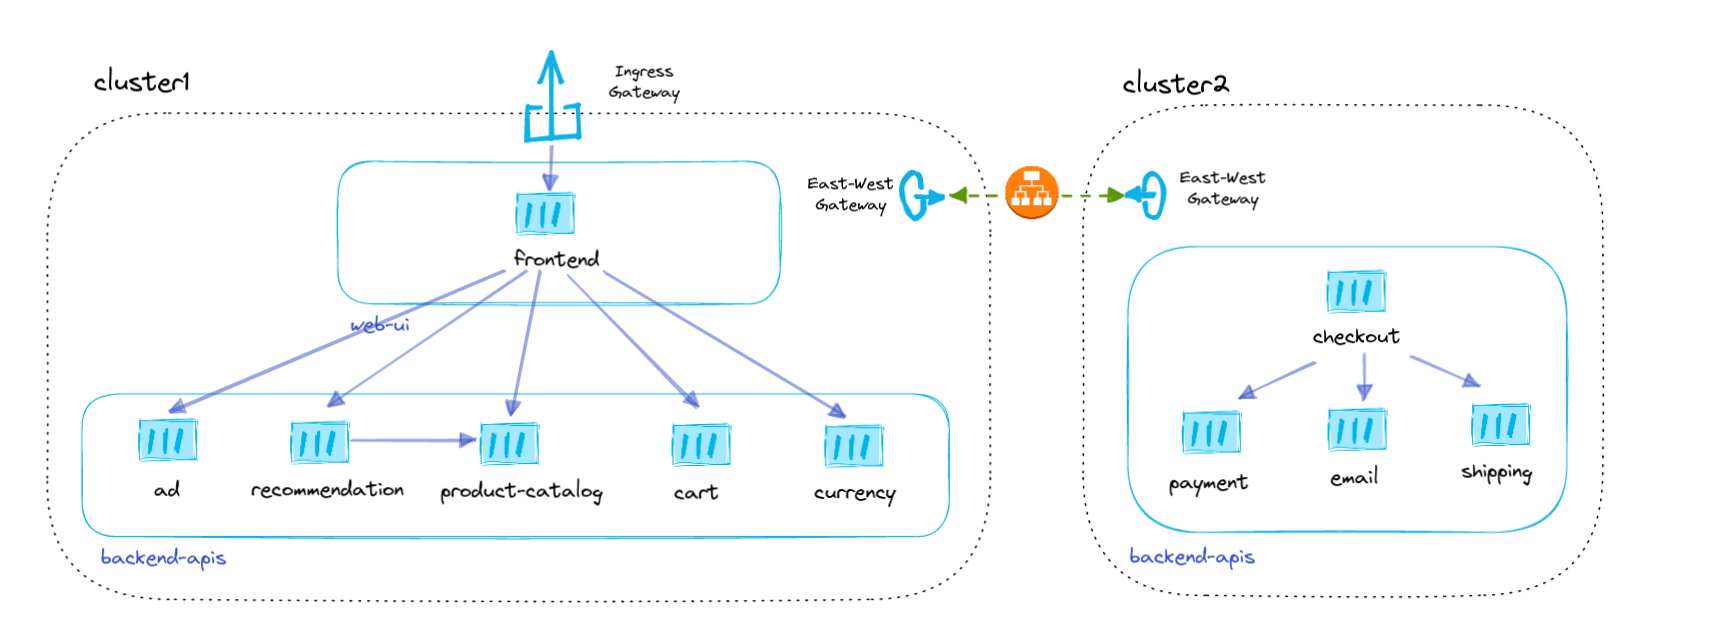 cluster1
Ingress
Gateway
cluster2
East-West
Gateway
East-West
Gateway
frontend
web-ui
checkout
ad
recommendation
product-catalog
cart
currency
payment
email
shipping
backend-apis
backend-apis